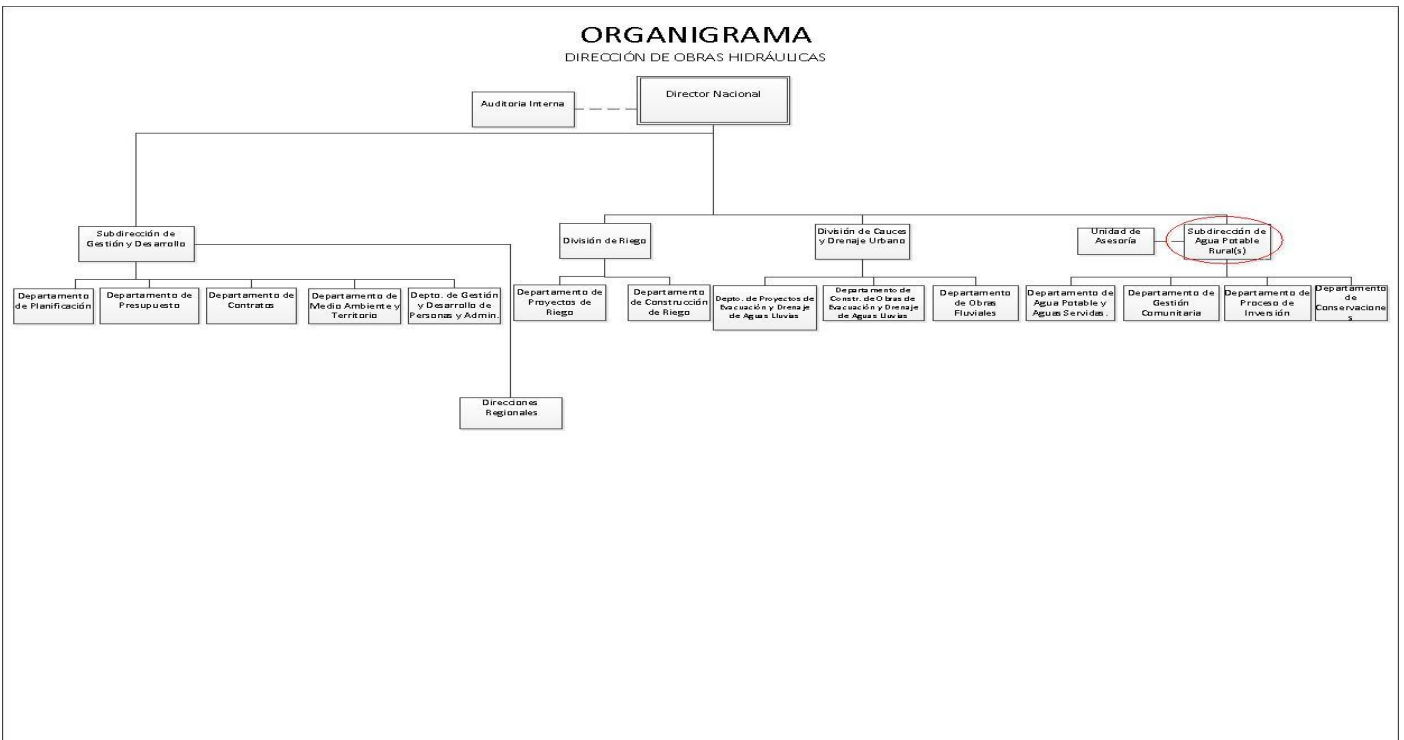 ORGANIGRAMA
DIRECCIÓN DE OBRAS HIDRÁULICAS
Director Nacional
Auditoria Interna
Subdirección de
Gestión y Desarrollo
División de Riego
División de Cauces
y Drenaje Urbano
Unidad de
Asesoría
Subdirección de
Agua Potable
Rural(s)
Departamento
de Planificación
Departamento de
Presupuesto
Departamento de
Contratos
Departamento de
Medio Ambiente y
Territorio
Depto. de Gestión
y Desarrollo de
Personas y Admin.
Departamento de
Proyectos de
Riego
Departamento
de Construcción
de Riego
Depto. de Proyectos de
Evacuación y Drenaje
de Aguas Lluvias
Departamento de
Constr. de Obras de
Evacuación y Drenaje
de Aguas Lluvias
Departamento
de Obras
Fluviales
Departamento de
Agua Potable y
Aguas Servidas.
Departamento de
Gestión
Comunitaria
Departamento de
Proceso de
Inversión
Departamento
de
Conservacione
s
Direcciones
Regionales